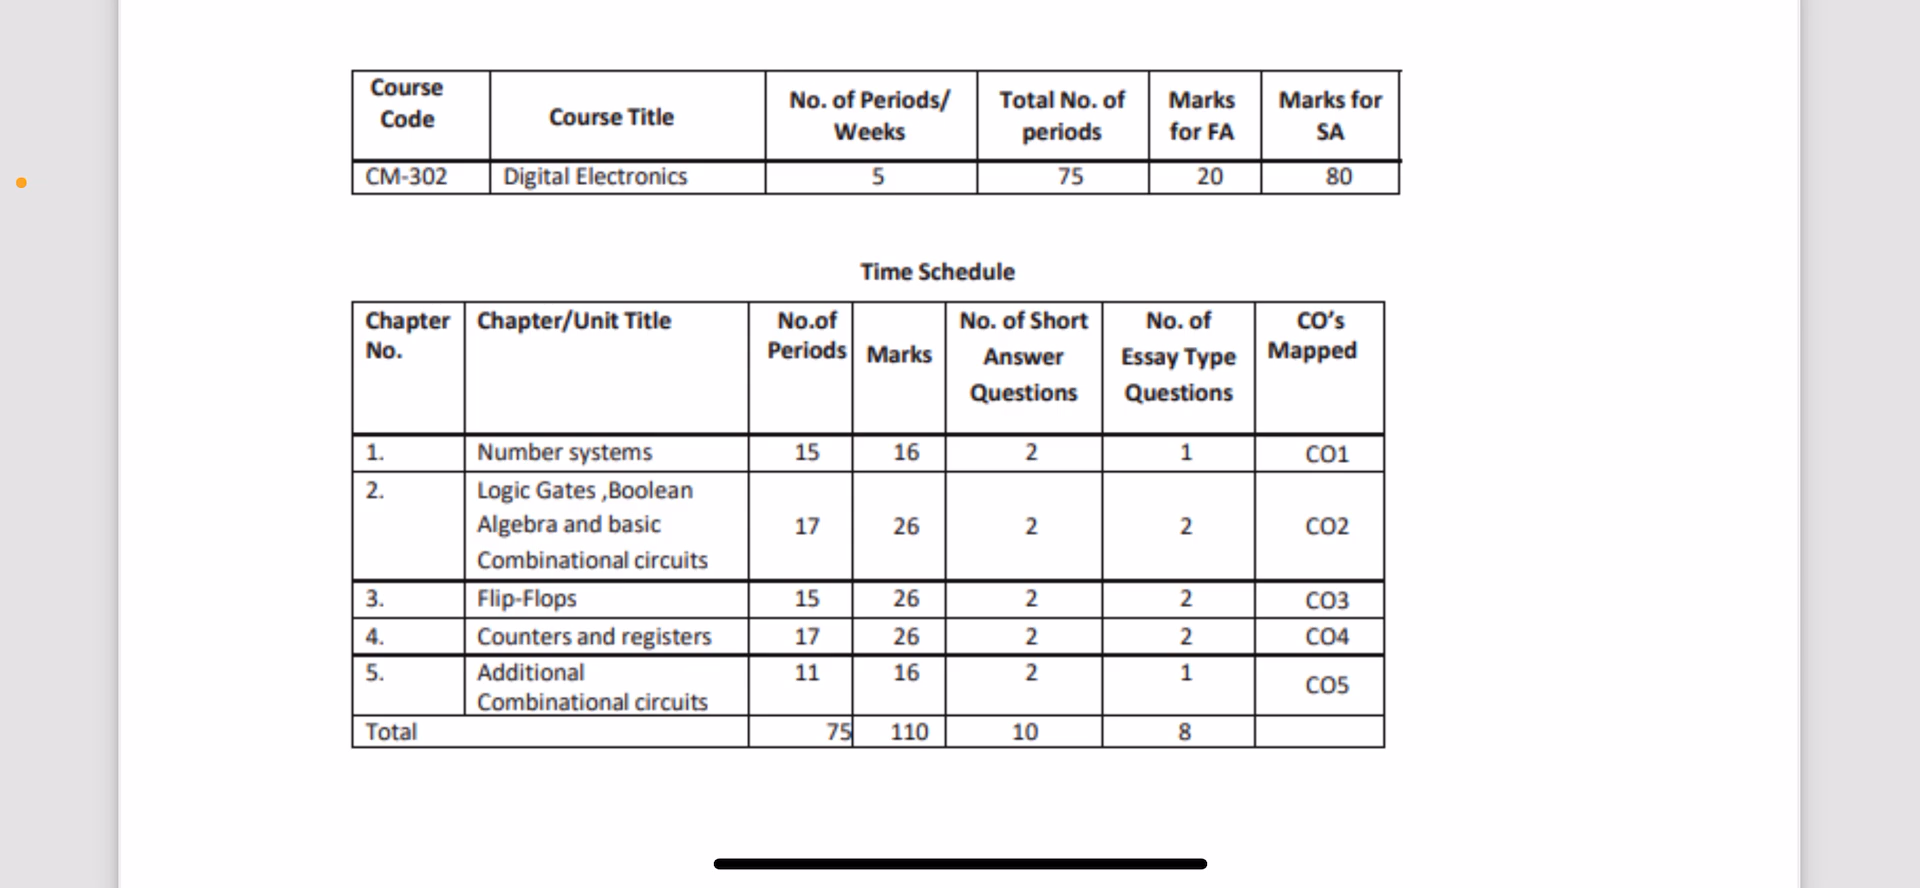 Course Code Course Title No. of Periods/ Weeks Total No. of periods Marks for FA Marks for SA
CM-302 Digital Electronics 5 75 20 80
Time Schedule
Chapter No. Chapter/Unit Title No.of Periods Marks No. of Short Answer Questions No. of Essay Type Questions CO’s Mapped
1. Number systems 15 16 2 1 CO1
2. Logic Gates ,Boolean Algebra and basic Combinational circuits 17 26 2 2 CO2
3. Flip-Flops 15 26 2 2 CO3
4. Counters and registers 17 26 2 2 CO4
5. Additional Combinational circuits 11 16 2 1 CO5
Total 75 110 10 8